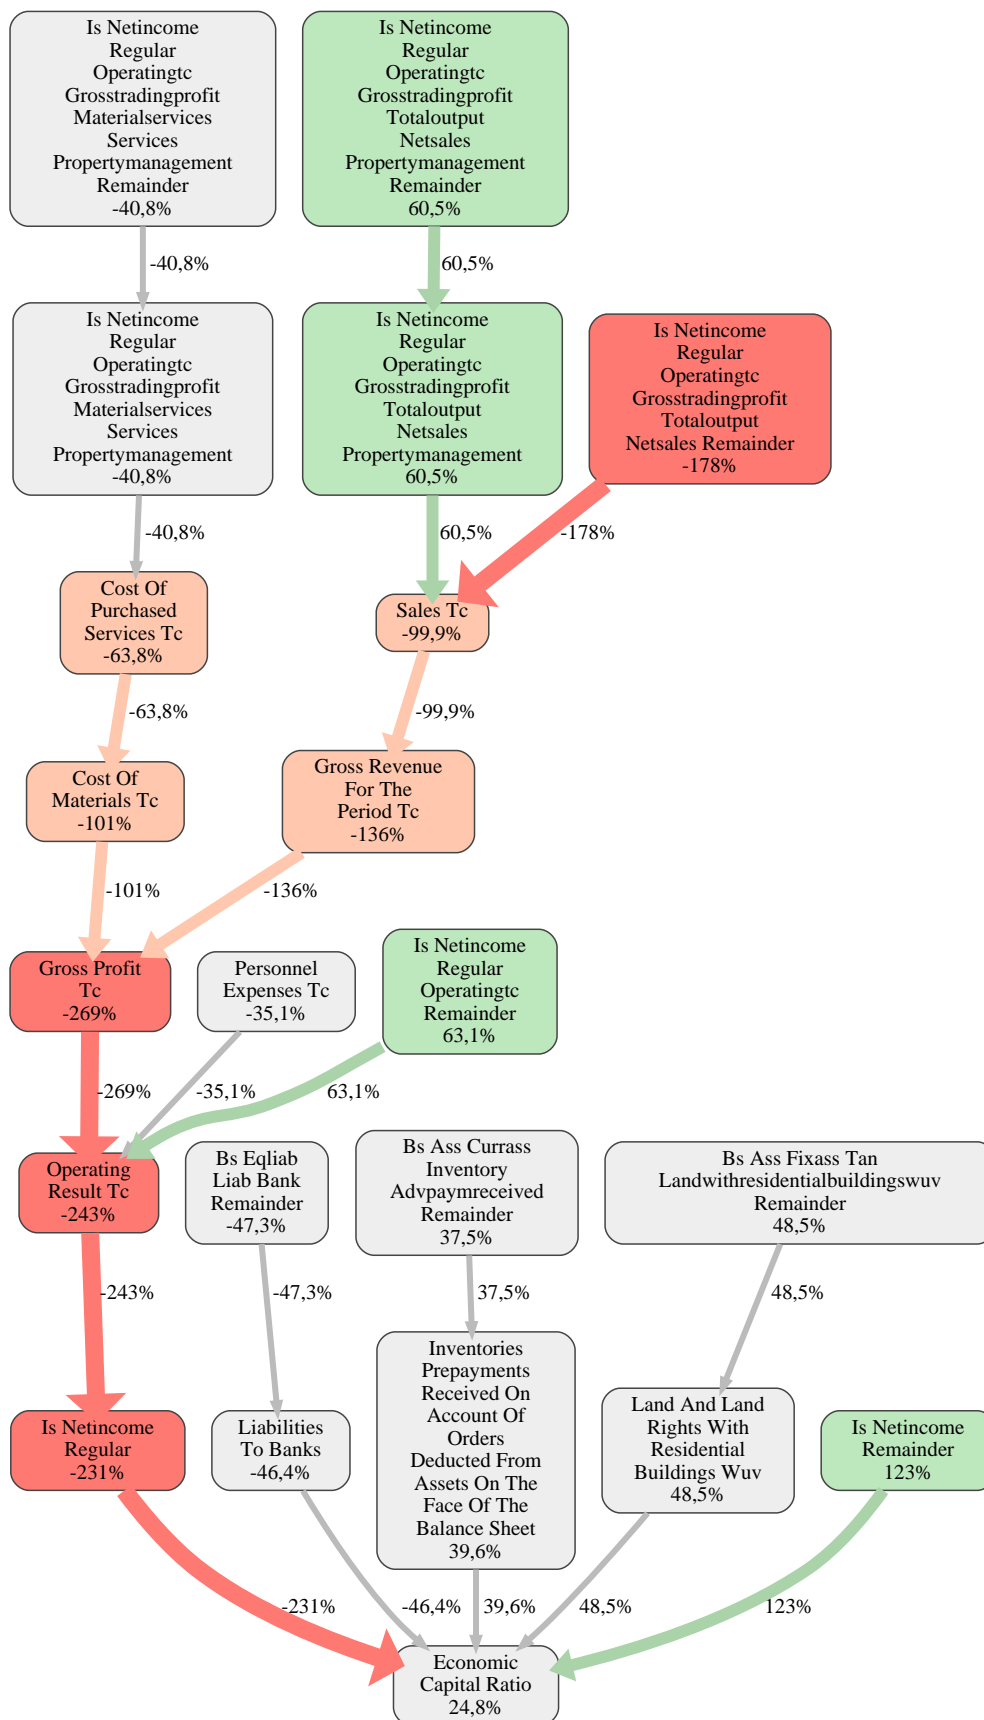 Is Netincome
Regular
Operatingtc
Grosstradingprofit
Materialservices
Services
Propertymanagement
Remainder
-40,8%
Is Netincome
Regular
Operatingtc
Grosstradingprofit
Totaloutput
Netsales
Propertymanagement
Remainder
60,5%
-40,8%
60,5%
Is Netincome
Regular
Operatingtc
Grosstradingprofit
Materialservices
Services
Propertymanagement
-40,8%
Is Netincome
Regular
Operatingtc
Grosstradingprofit
Totaloutput
Netsales
Propertymanagement
60,5%
Is Netincome
Regular
Operatingtc
Grosstradingprofit
Totaloutput
Netsales Remainder
-178%
-40,8%
60,5%
-178%
Cost Of
Purchased
Services Tc
-63,8%
Sales Tc
-99,9%
-63,8%
-99,9%
Cost Of
Materials Tc
-101%
Gross Revenue
For The
Period Tc
-136%
-101%
-136%
Gross Profit
Tc
-269%
Personnel
Expenses Tc
-35,1%
Is Netincome
Regular
Operatingtc
Remainder
63,1%
-269%
-35,1%
63,1%
Operating
Result Tc
-243%
Bs Eqliab
Liab Bank
Remainder
-47,3%
Bs Ass Currass
Inventory
Advpaymreceived
Remainder
37,5%
Bs Ass Fixass Tan
Landwithresidentialbuildingswuv
Remainder
48,5%
-243%
-47,3%
37,5%
48,5%
Is Netincome
Regular
-231%
Liabilities
To Banks
-46,4%
Inventories
Prepayments
Received On
Account Of
Orders
Deducted From
Assets On The
Face Of The
Balance Sheet
39,6%
Land And Land
Rights With
Residential
Buildings Wuv
48,5%
Is Netincome
Remainder
123%
-231%
-46,4%
39,6%
48,5%
123%
Economic
Capital Ratio
24,8%